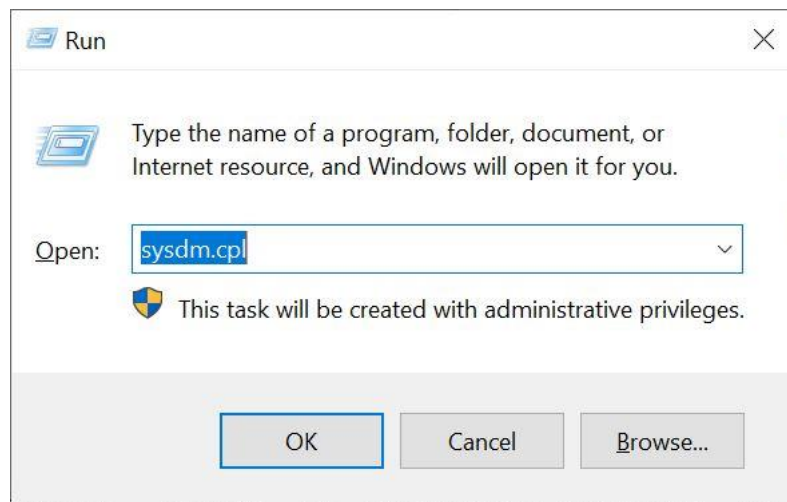 Run
Type the name of a program, folder, document, or
Internet resource, and Windows will open it for you.
Open: sysdm.cpl
This task will be created with administrative privileges.
OK Cancel Browse...